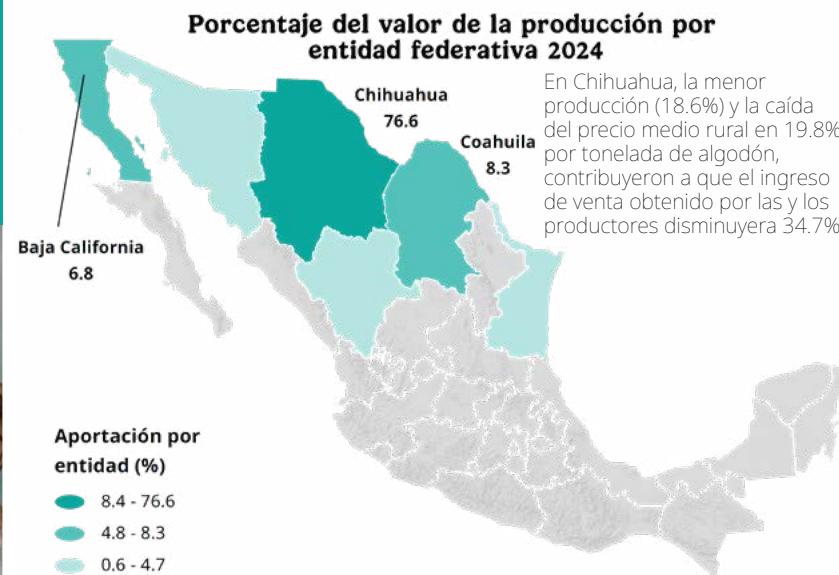 Porcentaje del valor de la producción por
entidad federativa 2024
En Chihuahua, la menor
producción (18.6%) y la caída
del precio medio rural en 19.8%
por tonelada de algodón,
contribuyeron a que el ingreso
de venta obtenido por las y los
productores disminuyera 34.7%
Chihuahua
76.6
Coahuila
8.3
Baja California
6.8
Aportación por
entidad (%)
8.4 - 76.6
4.8 - 8.3
0.6 - 4.7